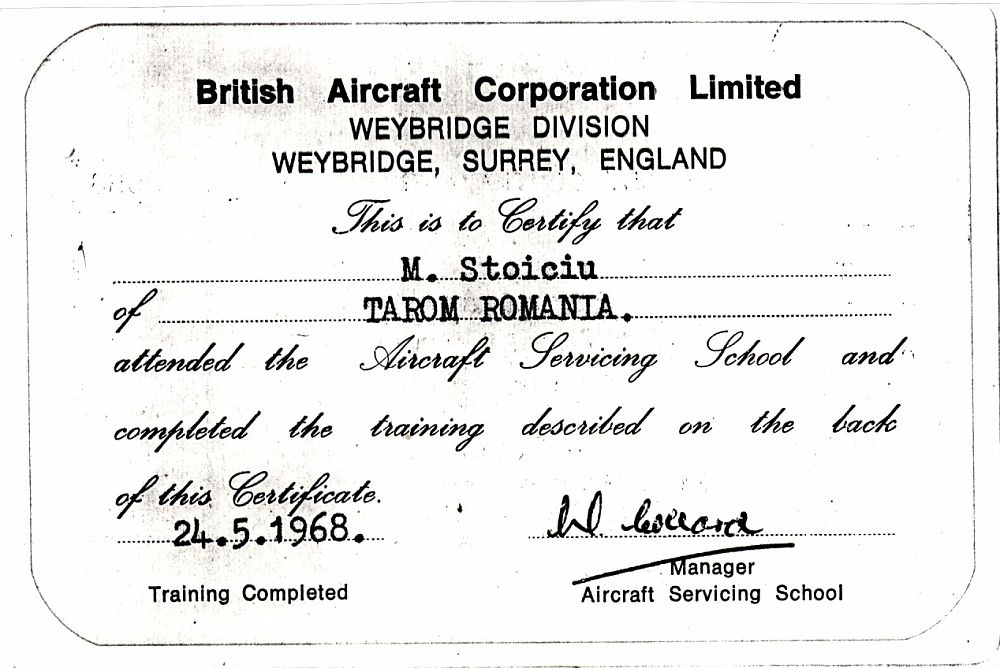 British Aircraft Corporation Limited
WEYBRIDGE DIVISION
WEYBRIDGE, SURREY, ENGLAND
This is to Certify that
M. Stoiciu
of TAROM ROMANIA.
attended the Aircraft Servicing School and
completed the training described on the back
of this Certificate.
24.5.1968.
Training Completed
Manager
Aircraft Servicing School